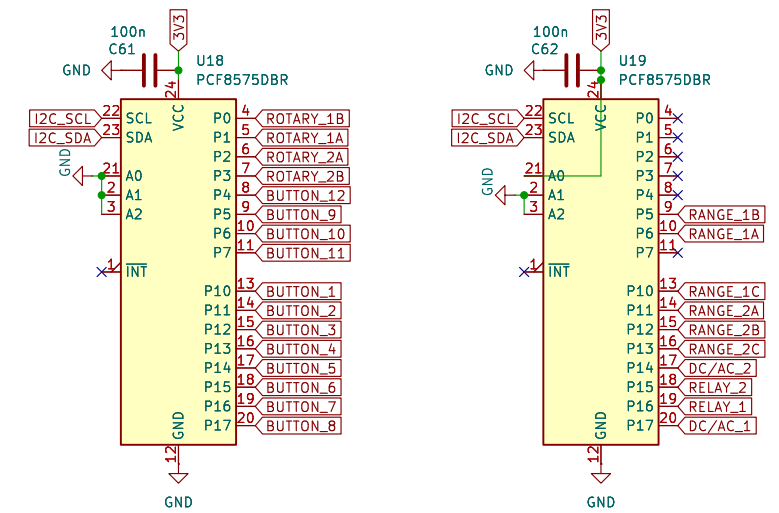 3V3
100n
C61
GND
U18
PCF8575DBR
24
VCC
I2C_SCL 22 SCL P0 4 ROTARY_1B
I2C_SDA 23 SDA P1 5 ROTARY_1A
GND
P2 6 ROTARY_2A
21 A0 P3 7 ROTARY_2B
2 A1 P4 8 BUTTON_12
3 A2 P5 9 BUTTON_9
P6 10 BUTTON_10
P7 11 BUTTON_11
1 INT
P10 13 BUTTON_1
P11 14 BUTTON_2
P12 15 BUTTON_3
P13 16 BUTTON_4
P14 17 BUTTON_5
P15 18 BUTTON_6
P16 19 BUTTON_7
P17 20 BUTTON_8
GND
12
GND
3V3
100n
C62
GND
U19
PCF8575DBR
24
VCC
I2C_SCL 22 SCL P0 4
I2C_SDA 23 SDA P1 5
P2 6
21 A0 P3 7
GND
2 A1 P4 8
3 A2 P5 9 RANGE_1B
P6 10 RANGE_1A
P7 11
1 INT
P10 13 RANGE_1C
P11 14 RANGE_2A
P12 15 RANGE_2B
P13 16 RANGE_2C
P14 17 DC/AC_2
P15 18 RELAY_2
P16 19 RELAY_1
P17 20 DC/AC_1
GND
12
GND